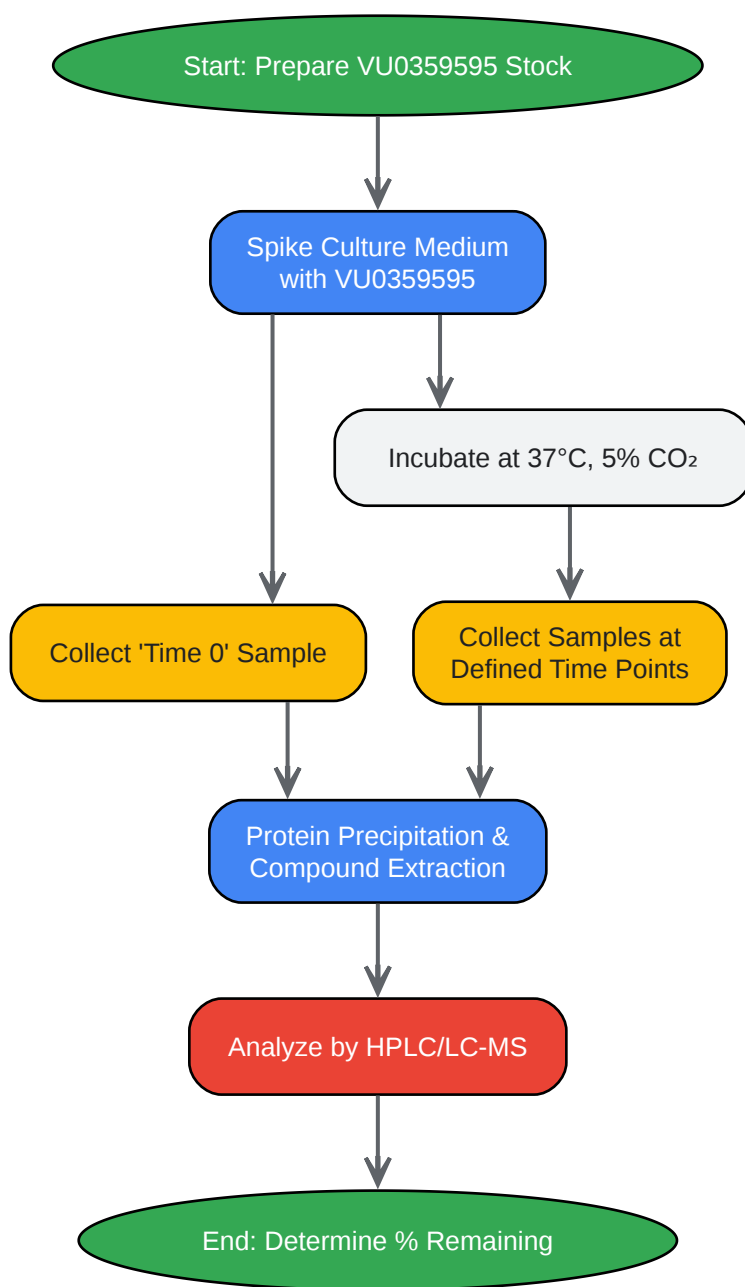 Start: Prepare VU0359595 Stock
Spike Culture Medium
with VU0359595
Incubate at 37°C, 5% CO₂
Collect 'Time 0' Sample
Collect Samples at
Defined Time Points
Protein Precipitation &
Compound Extraction
Analyze by HPLC/LC-MS
End: Determine % Remaining